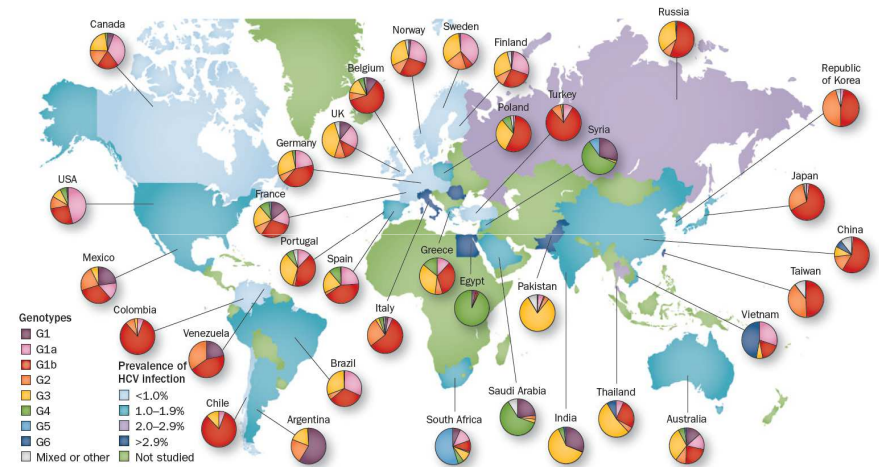 Canada
Norway
Sweden
Russia
Finland
Belgium
Republic
of Korea
UK
Poland
Turkey
Syria
Germany
USA
France
Japan
China
Mexico
Portugal
Spain
Greece
Egypt
Pakistan
Taiwan
Colombia
Venezuela
Italy
Vietnam
Brazil
Chile
Argentina
South Africa
Saudi Arabia
India
Thailand
Australia
Genotypes
G1
G1a
G1b
G2
G3
G4
G5
G6
Mixed or other
Prevalence of
HCV infection
<1.0%
1.0–1.9%
2.0–2.9%
>2.9%
Not studied